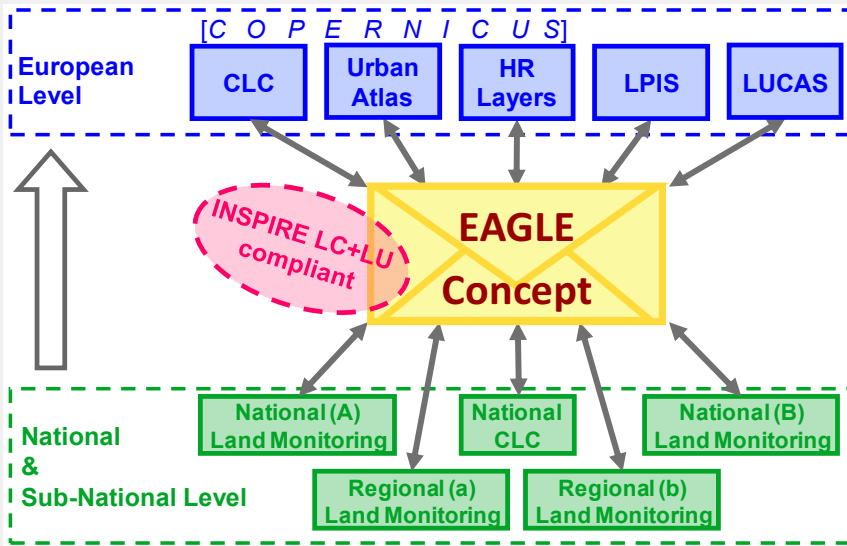 [C O P E R N I C U S]
European
Level
CLC
Urban
Atlas
HR
Layers
LPIS
LUCAS
INSPIRE LC+LU
compliant
EAGLE
Concept
National
&
Sub-National Level
National (A)
Land Monitoring
National
CLC
National (B)
Land Monitoring
Regional (a)
Land Monitoring
Regional (b)
Land Monitoring